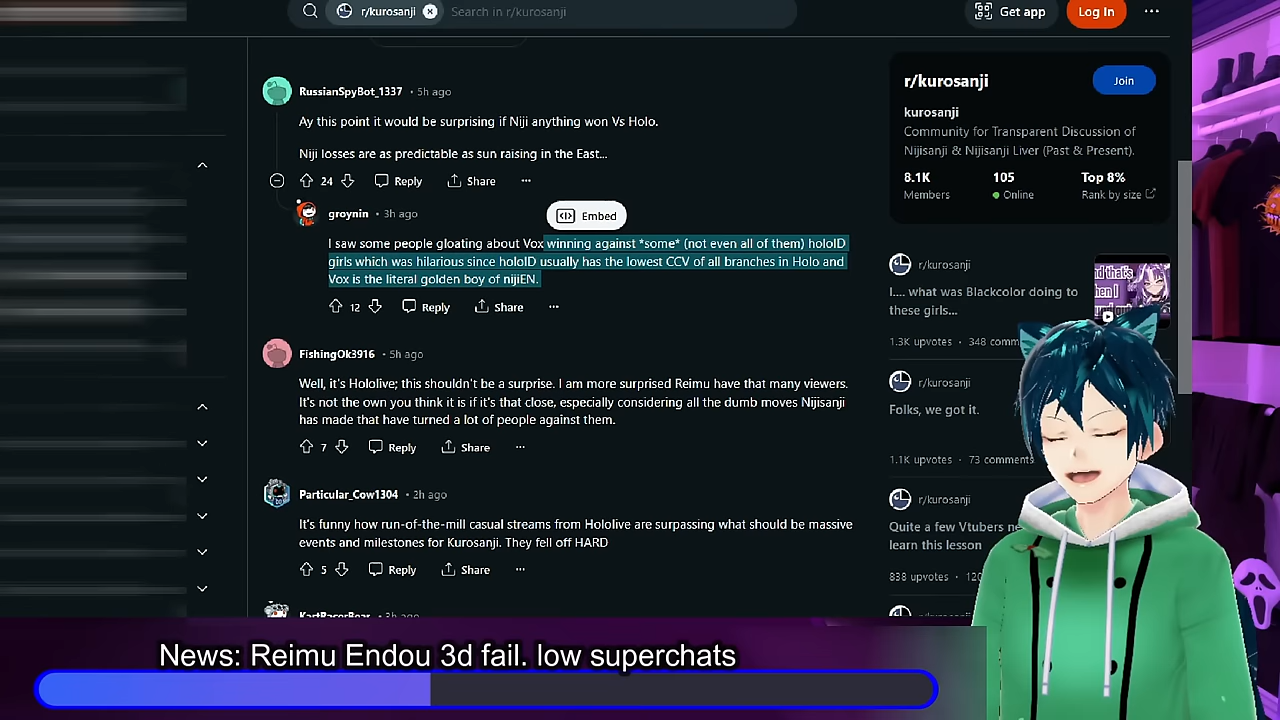 r/kurosanji
Search in r/kurosanji
Get app
Log In
RussianSpyBot_1337 • 5h ago
Ay this point it would be surprising if Niji anything won Vs Holo.
Niji losses are as predictable as sun raising in the East...
24
Reply
Share
groynin • 3h ago
Embed
I saw some people gloating about Vox winning against *some* (not even all of them) holoID
girls which was hilarious since holoID usually has the lowest CCV of all branches in Holo and
Vox is the literal golden boy of nijiEN.
12
Reply
Share
FishingOk3916 • 5h ago
Well, it's Hololive; this shouldn't be a surprise. I am more surprised Reimu have that many viewers.
It's not the own you think it is if it's that close, especially considering all the dumb moves Nijisanji
has made that have turned a lot of people against them.
7
Reply
Share
Particular_Cow1304 • 2h ago
It's funny how run-of-the-mill casual streams from Hololive are surpassing what should be massive
events and milestones for Kurosanji. They fell off HARD
5
Reply
Share
KartRacerBear • 3h ago
r/kurosanji
Join
kurosanji
Community for Transparent Discussion of
Nijisanji & Nijisanji Liver (Past & Present).
8.1K
105
Top 8%
Members
Online
Rank by size
r/kurosanji
I.... what was Blackcolor doing to
these girls...
1.3K upvotes • 348 comm
r/kurosanji
Folks, we got it.
1.1K upvotes • 73 comments
r/kurosanji
Quite a few Vtubers ne
learn this lesson
838 upvotes • 120
News: Reimu Endou 3d fail. low superchats